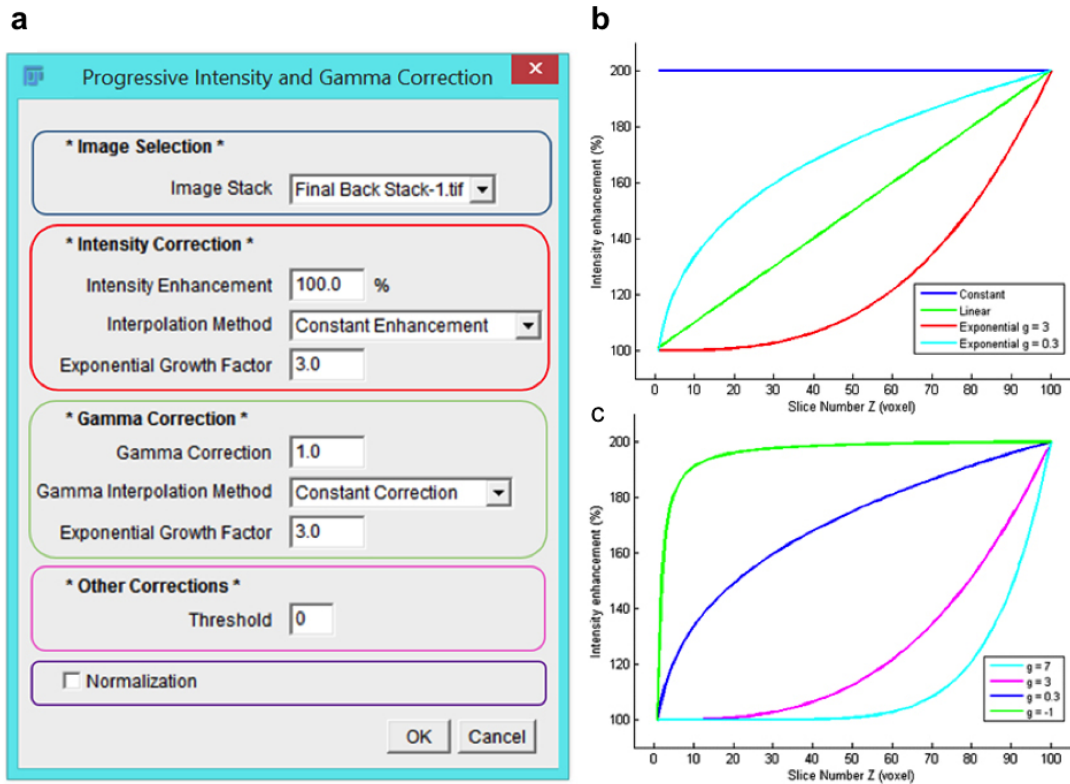 a
Progressive Intensity and Gamma Correction
* Image Selection *
Image Stack Final Back Stack-1.tif
* Intensity Correction *
Intensity Enhancement 100.0 %
Interpolation Method Constant Enhancement
Exponential Growth Factor 3.0
* Gamma Correction *
Gamma Correction 1.0
Gamma Interpolation Method Constant Correction
Exponential Growth Factor 3.0
* Other Corrections *
Threshold 0
Normalization
OK Cancel
b
200
180
160
140
120
100
Intensity enhancement (%)
Constant
Linear
Exponential g = 3
Exponential g = 0.3
0 10 20 30 40 50 60 70 80 90 100
Slice Number Z (voxel)
c
200
180
160
140
120
100
Intensity enhancement (%)
g = 7
g = 3
g = 0.3
g = -1
0 10 20 30 40 50 60 70 80 90 100
Slice Number Z (voxel)